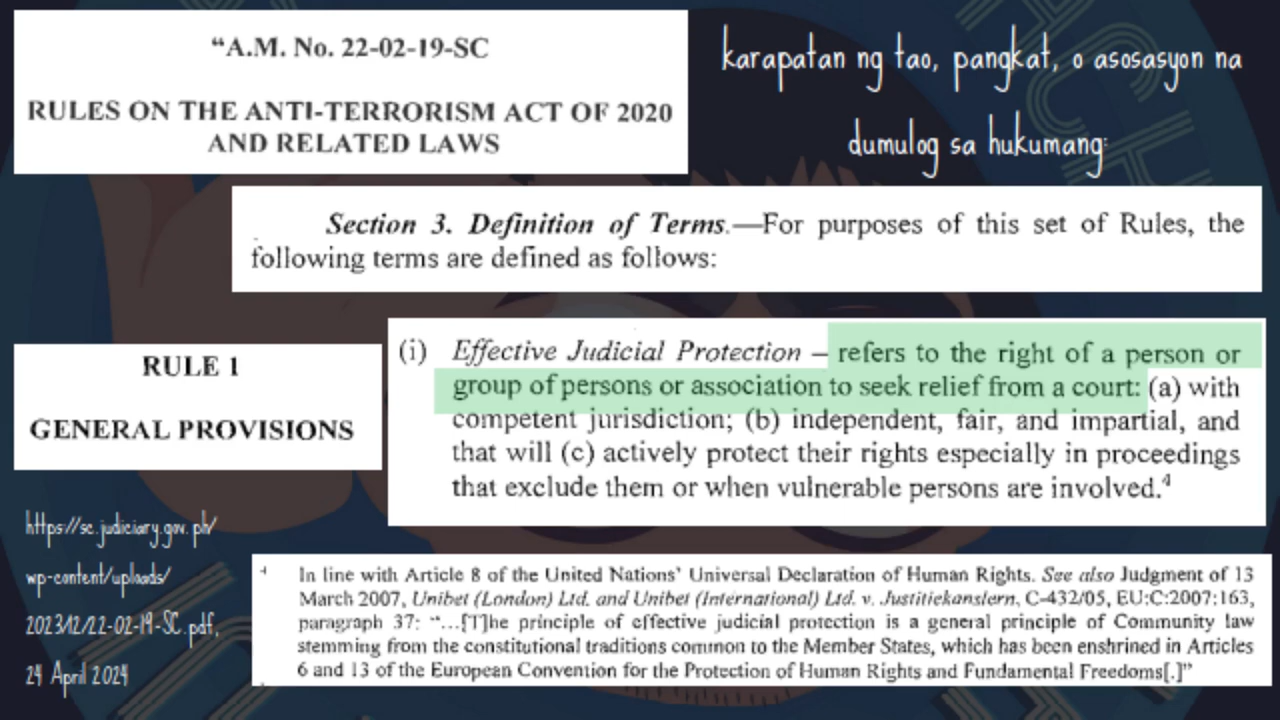 “A.M. No. 22-02-19-SC
RULES ON THE ANTI-TERRORISM ACT OF 2020
AND RELATED LAWS
karapatan ng tao, pangkat, o asosasyon na
dumulog sa hukumang:
Section 3. Definition of Terms.—For purposes of this set of Rules, the
following terms are defined as follows:
RULE 1
GENERAL PROVISIONS
(i) Effective Judicial Protection – refers to the right of a person or
group of persons or association to seek relief from a court: (a) with
competent jurisdiction; (b) independent, fair, and impartial, and
that will (c) actively protect their rights especially in proceedings
that exclude them or when vulnerable persons are involved.4
https://sc.judiciary.gov.ph/
wp-content/uploads/
2023/12/22-02-19-SC.pdf,
24 April 2024
4 In line with Article 8 of the United Nations’ Universal Declaration of Human Rights. See also Judgment of 13
March 2007, Unibet (London) Ltd. and Unibet (International) Ltd. v. Justitiekanslern, C-432/05, EU:C:2007:163,
paragraph 37: “…[T]he principle of effective judicial protection is a general principle of Community law
stemming from the constitutional traditions common to the Member States, which has been enshrined in Articles
6 and 13 of the European Convention for the Protection of Human Rights and Fundamental Freedoms[.]”